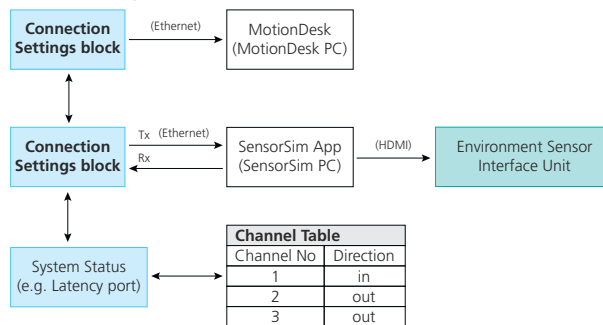 Connection
Settings block
(Ethernet)
MotionDesk
(MotionDesk PC)
Connection
Settings block
Tx (Ethernet)
Rx
SensorSim App
(SensorSim PC)
(HDMI)
Environment Sensor
Interface Unit
System Status
(e.g. Latency port)
Channel Table
Channel No Direction
1 in
2 out
3 out